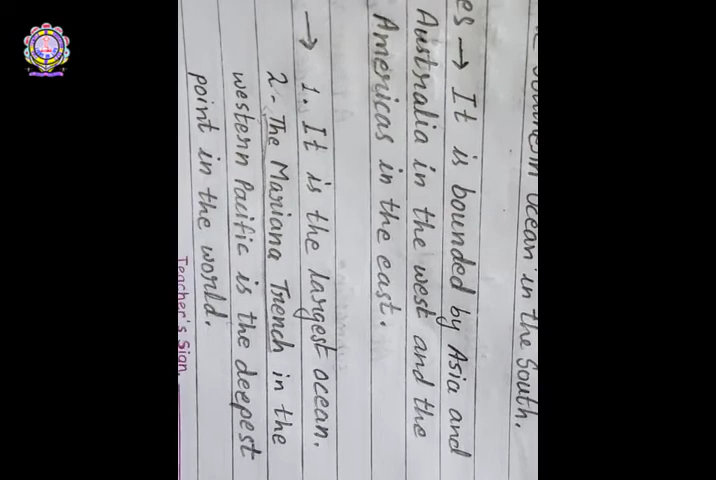 ocean in the South.
es → It is bounded by Asia and
Australia in the west and the
Americas in the east.
→ 1. It is the largest ocean.
2. The Mariana Trench in the
western Pacific is the deepest
point in the world.
Teacher's Sign.